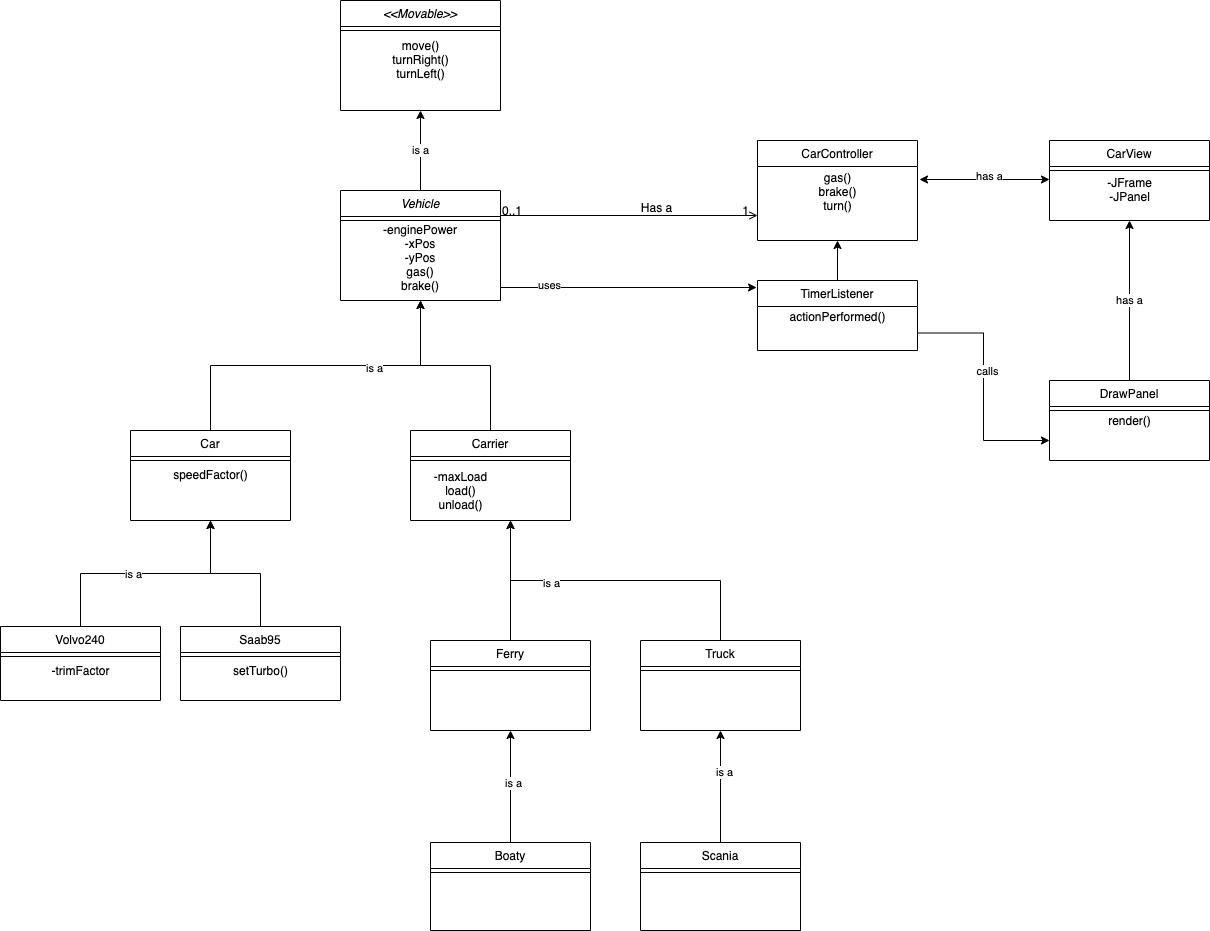 <<Movable>>
move()
turnRight()
turnLeft()
is a
CarController
gas()
brake()
turn()
has a
CarView
-JFrame
-JPanel
Vehicle
-enginePower
-xPos
-yPos
gas()
brake()
0..1
Has a
1
uses
TimerListener
actionPerformed()
has a
calls
DrawPanel
render()
is a
Car
speedFactor()
Carrier
-maxLoad
load()
unload()
is a
is a
Volvo240
-trimFactor
Saab95
setTurbo()
Ferry
Truck
is a
is a
Boaty
Scania